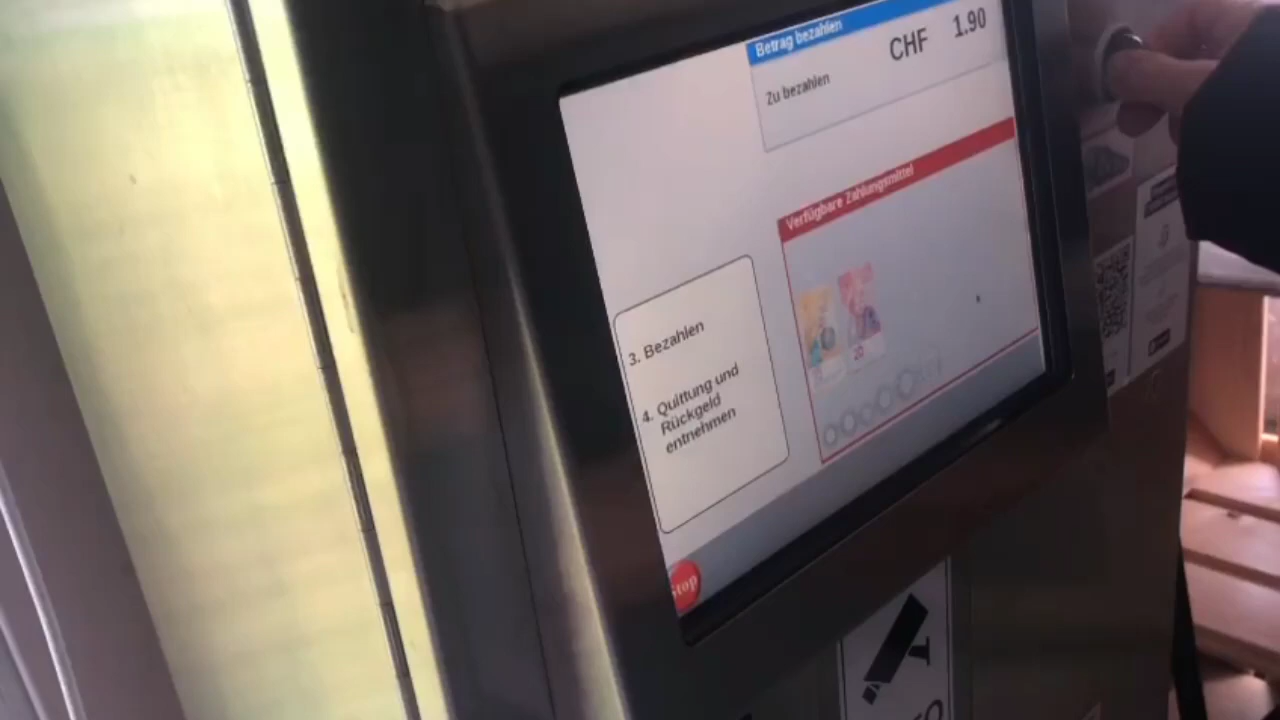 Betrag bezahlen
Zu bezahlen CHF 1.90
Verfügbare Zahlungsmittel
3. Bezahlen
4. Quittung und
Rückgeld
entnehmen
Stop